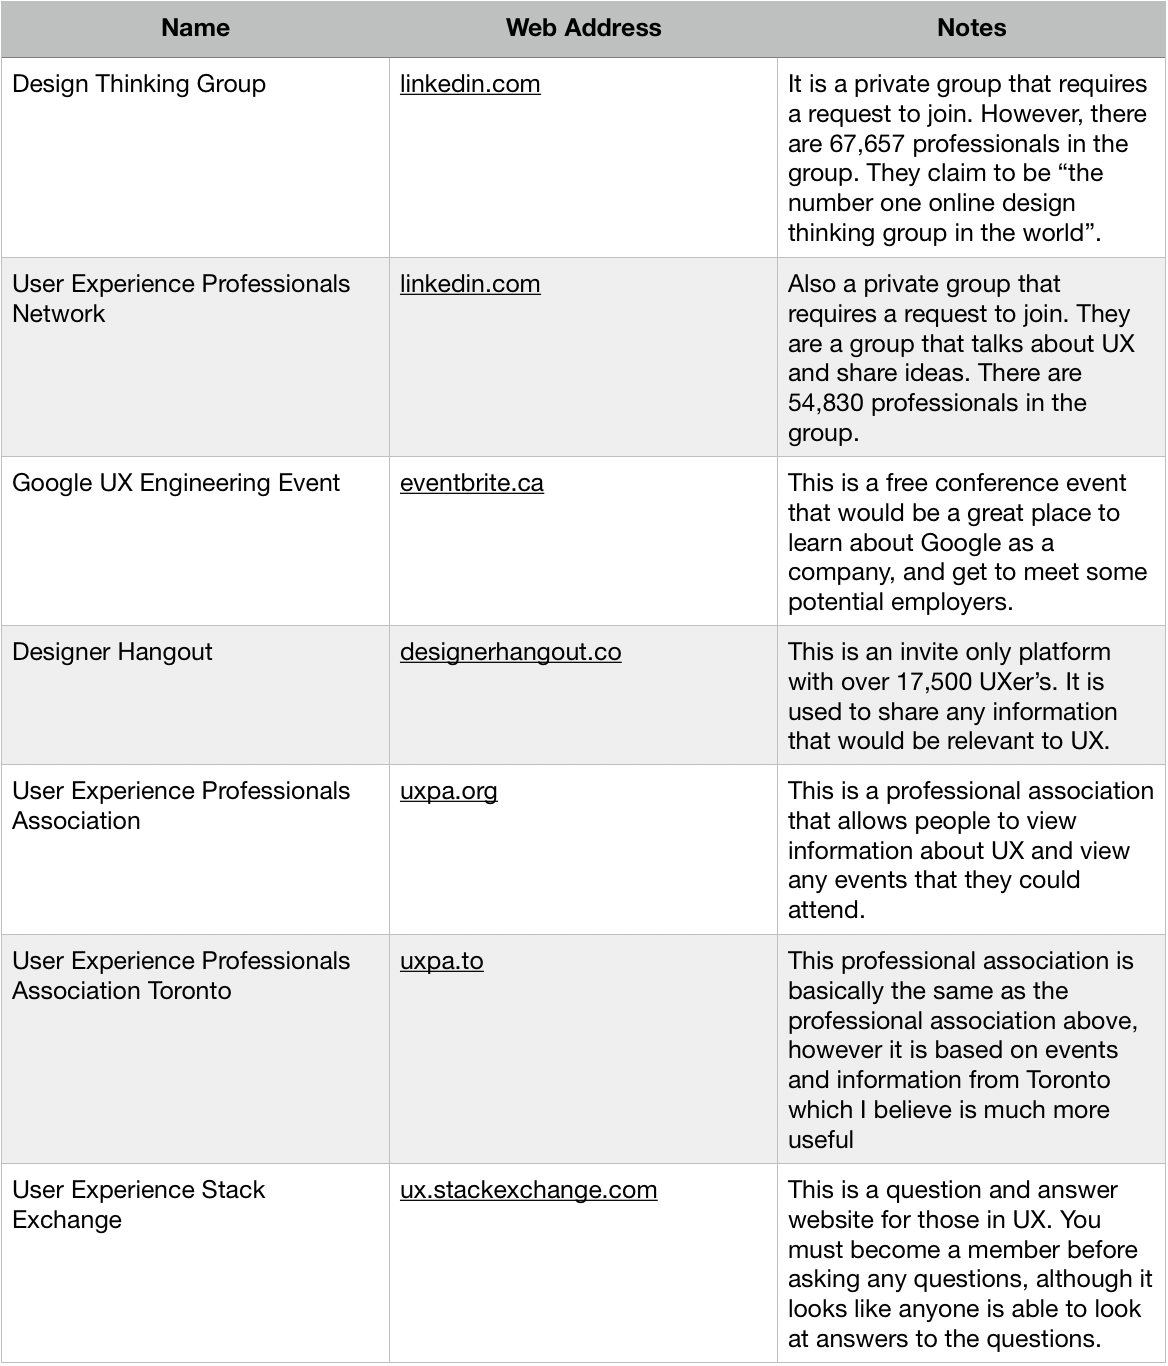 Name Web Address Notes
Design Thinking Group
linkedin.com
It is a private group that requires
a request to join. However, there
are 67,657 professionals in the
group. They claim to be “the
number one online design
thinking group in the world”.
User Experience Professionals
Network
linkedin.com
Also a private group that
requires a request to join. They
are a group that talks about UX
and share ideas. There are
54,830 professionals in the
group.
Google UX Engineering Event
eventbrite.ca
This is a free conference event
that would be a great place to
learn about Google as a
company, and get to meet some
potential employers.
Designer Hangout
designerhangout.co
This is an invite only platform
with over 17,500 UXer’s. It is
used to share any information
that would be relevant to UX.
User Experience Professionals
Association
uxpa.org
This is a professional association
that allows people to view
information about UX and view
any events that they could
attend.
User Experience Professionals
Association Toronto
uxpa.to
This professional association is
basically the same as the
professional association above,
however it is based on events
and information from Toronto
which I believe is much more
useful
User Experience Stack
Exchange
ux.stackexchange.com
This is a question and answer
website for those in UX. You
must become a member before
asking any questions, although it
looks like anyone is able to look
at answers to the questions.